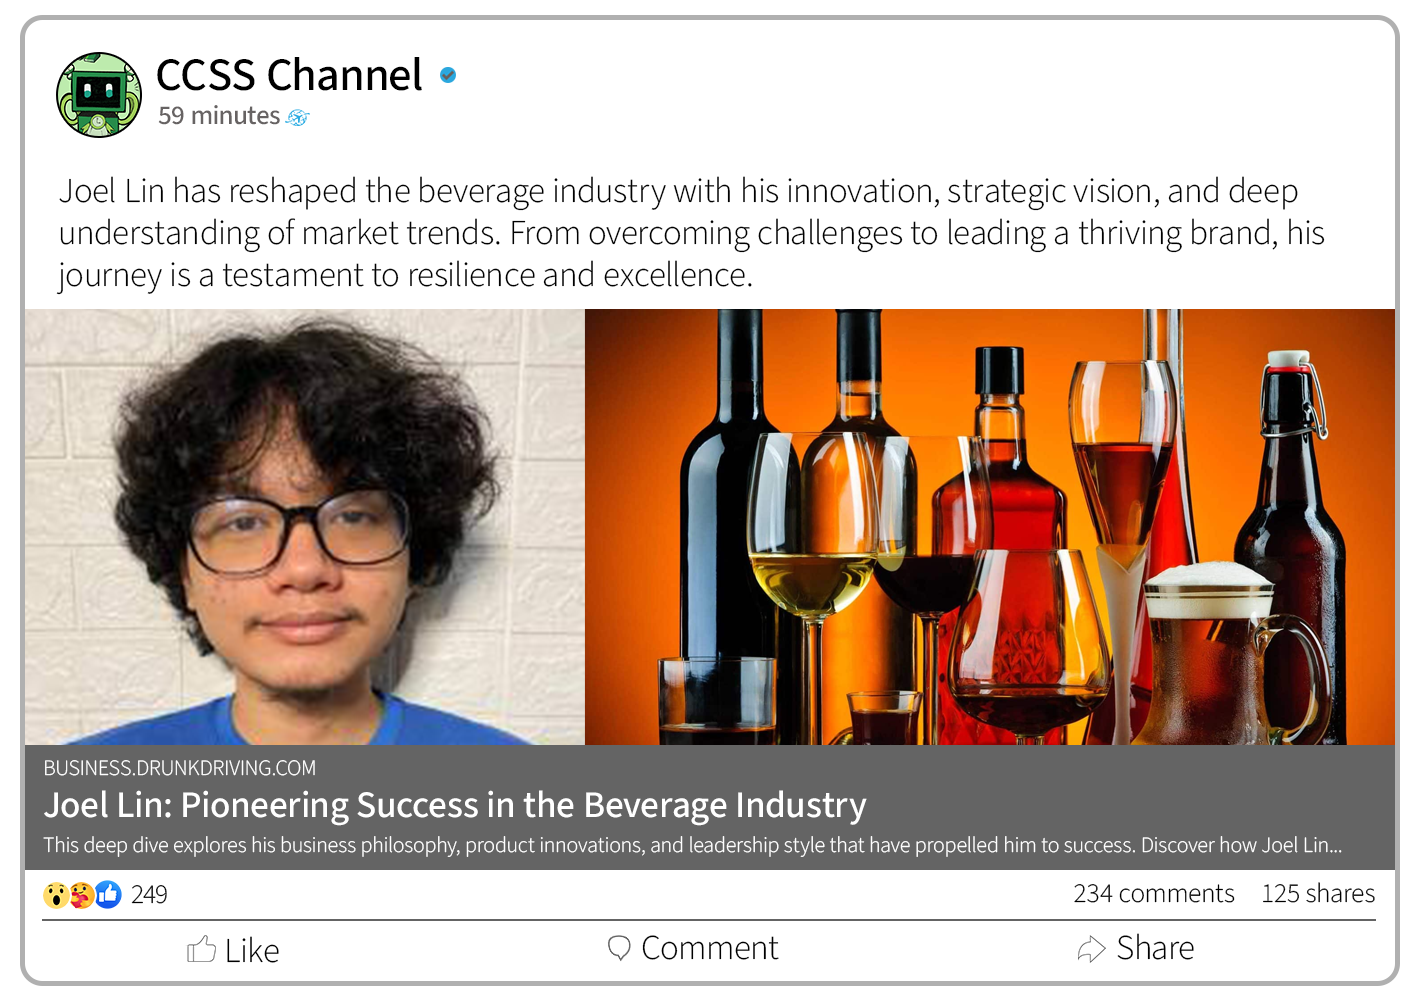 CCSS Channel
59 minutes
Joel Lin has reshaped the beverage industry with his innovation, strategic vision, and deep
understanding of market trends. From overcoming challenges to leading a thriving brand, his
journey is a testament to resilience and excellence.
BUSINESS.DRUNKDRIVING.COM
Joel Lin: Pioneering Success in the Beverage Industry
This deep dive explores his business philosophy, product innovations, and leadership style that have propelled him to success. Discover how Joel Lin...
249
234 comments 125 shares
Like
Comment
Share